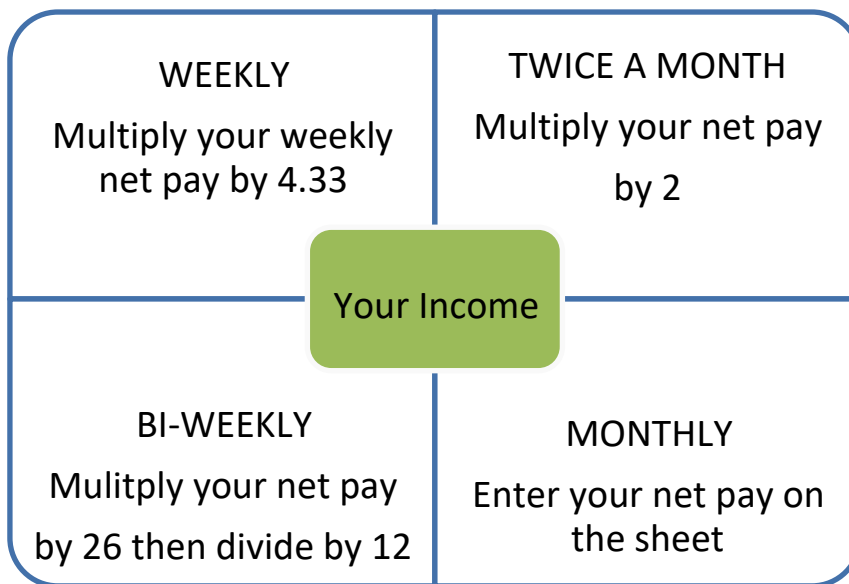 WEEKLY
Multiply your weekly
net pay by 4.33
TWICE A MONTH
Multiply your net pay
by 2
Your Income
BI-WEEKLY
Mulitply your net pay
by 26 then divide by 12
MONTHLY
Enter your net pay on
the sheet